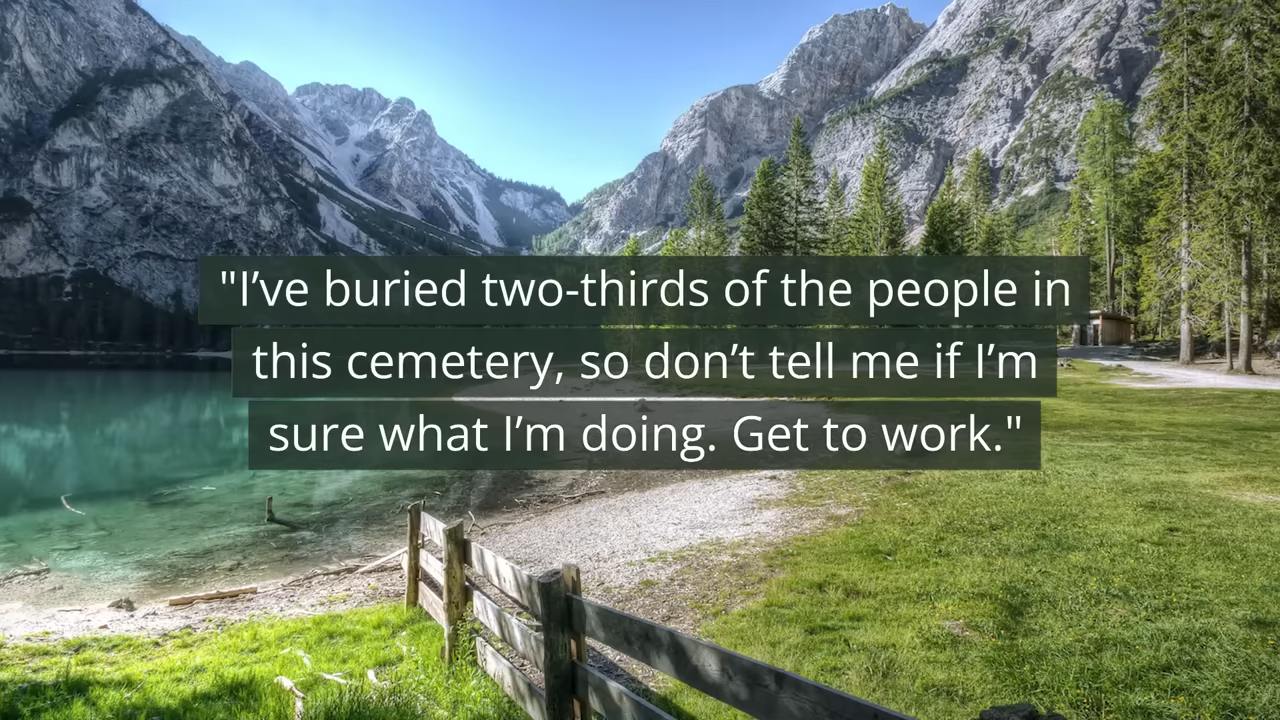 "I’ve buried two-thirds of the people in
this cemetery, so don’t tell me if I’m
sure what I’m doing. Get to work."